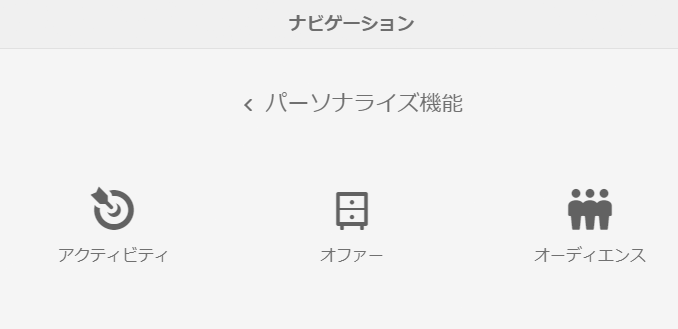 ナビゲーション
‹ パーソナライズ機能
アクティビティ
オファー
オーディエンス